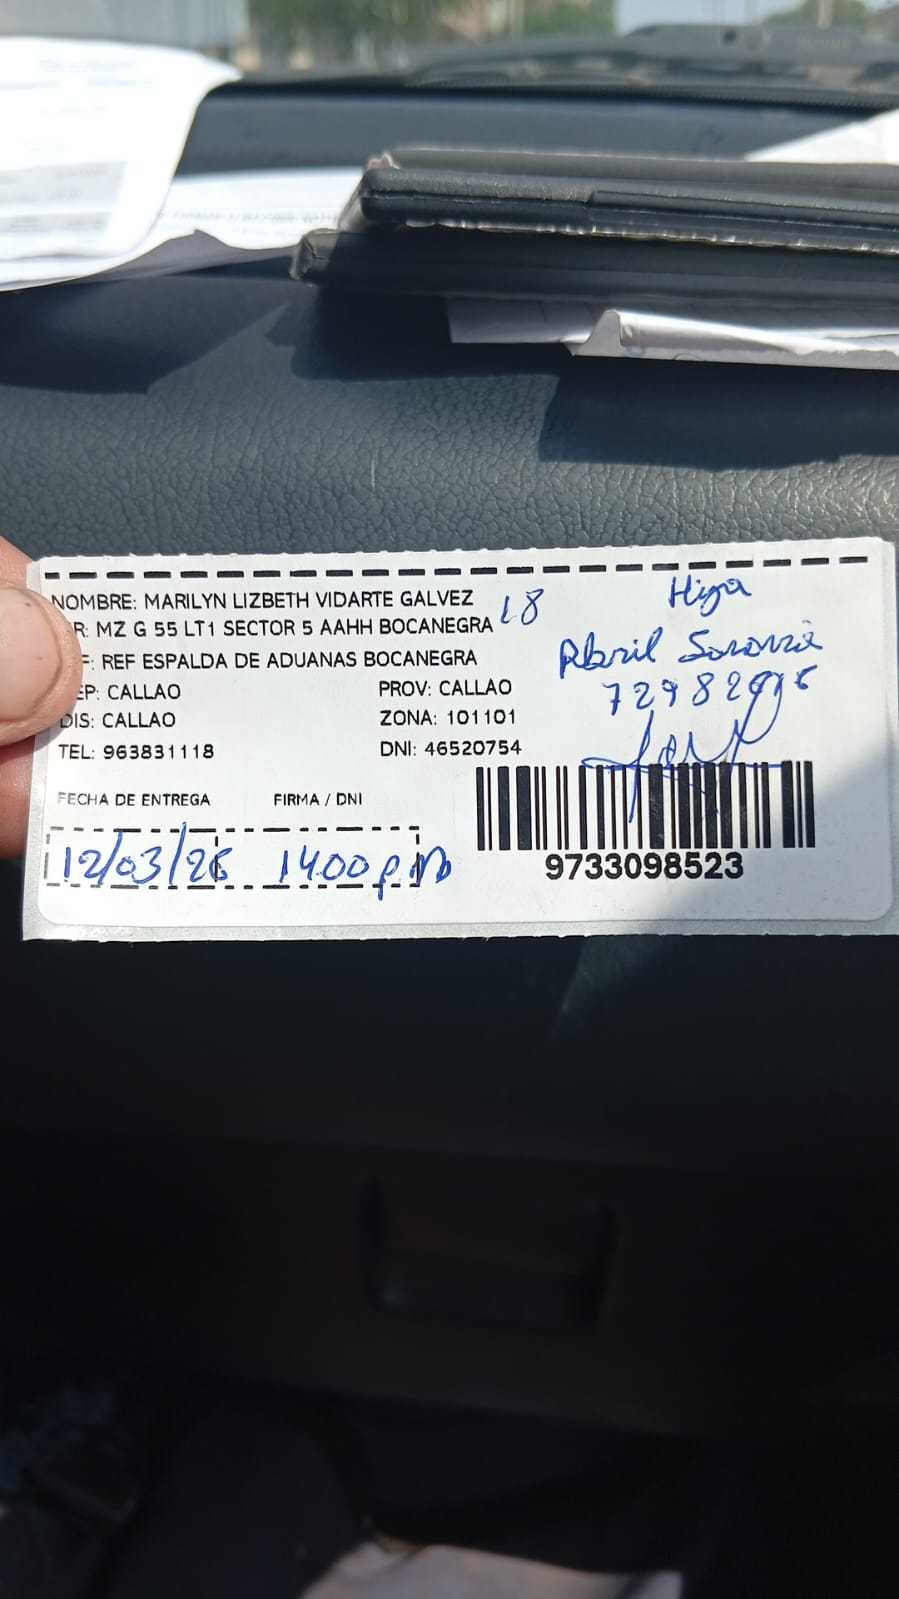 NOMBRE: MARILYN LIZBETH VIDARTE GALVEZ
R: MZ G 55 LT1 SECTOR 5 AAHH BOCANEGRA
18
F: REF ESPALDA DE ADUANAS BOCANEGRA
EP: CALLAO PROV: CALLAO
DIS: CALLAO ZONA: 101101
TEL: 963831118 DNI: 46520754
Hija
Abril
FECHA DE ENTREGA FIRMA / DNI
12/03/26 1400 p.m
9733098523